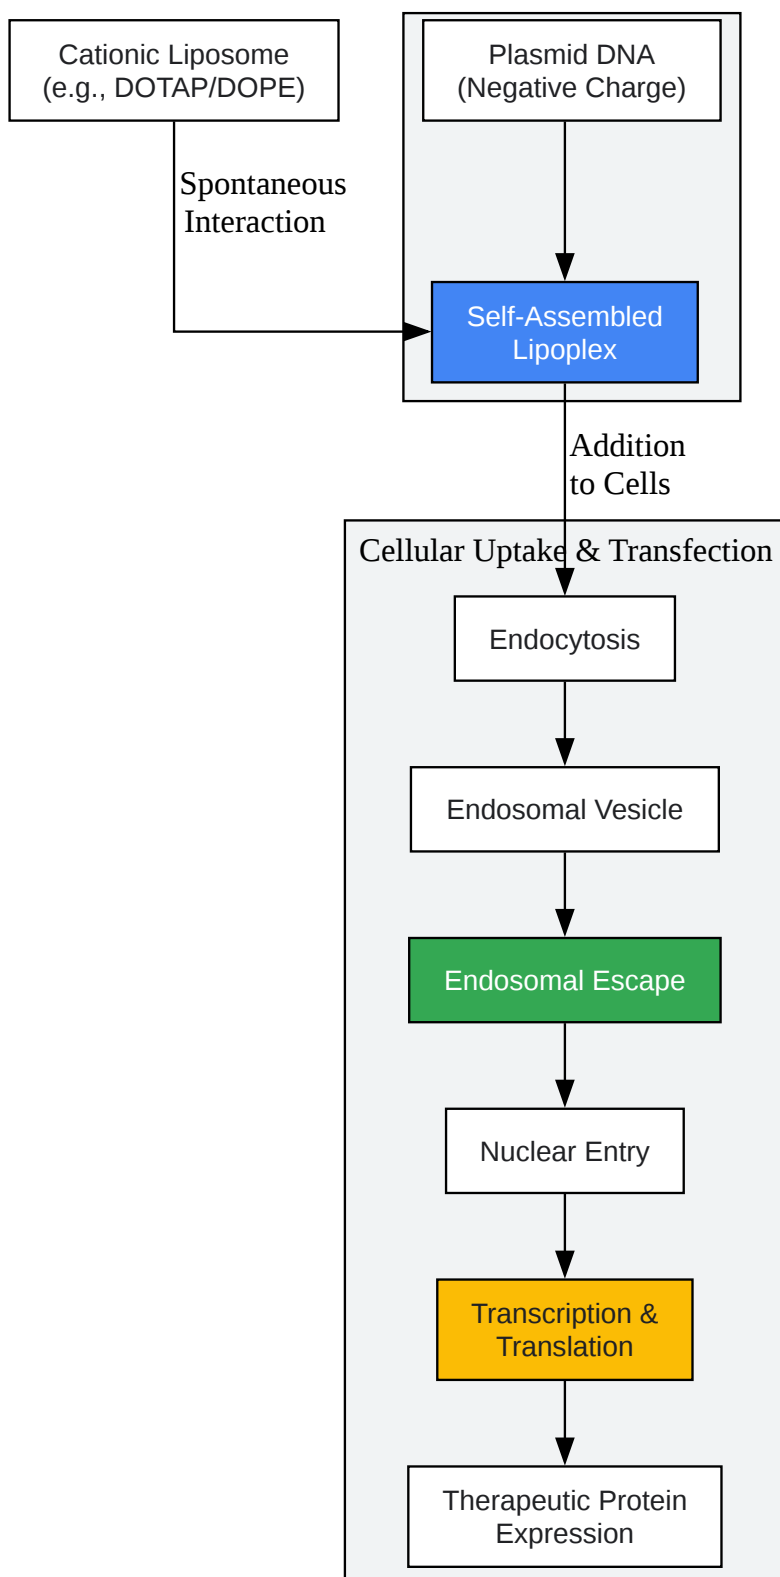 Cationic Liposome
(e.g., DOTAP/DOPE)
Plasmid DNA
(Negative Charge)
Spontaneous
Interaction
Self-Assembled
Lipoplex
Addition
to Cells
Cellular Uptake & Transfection
Endocytosis
Endosomal Vesicle
Endosomal Escape
Nuclear Entry
Transcription &
Translation
Therapeutic Protein
Expression